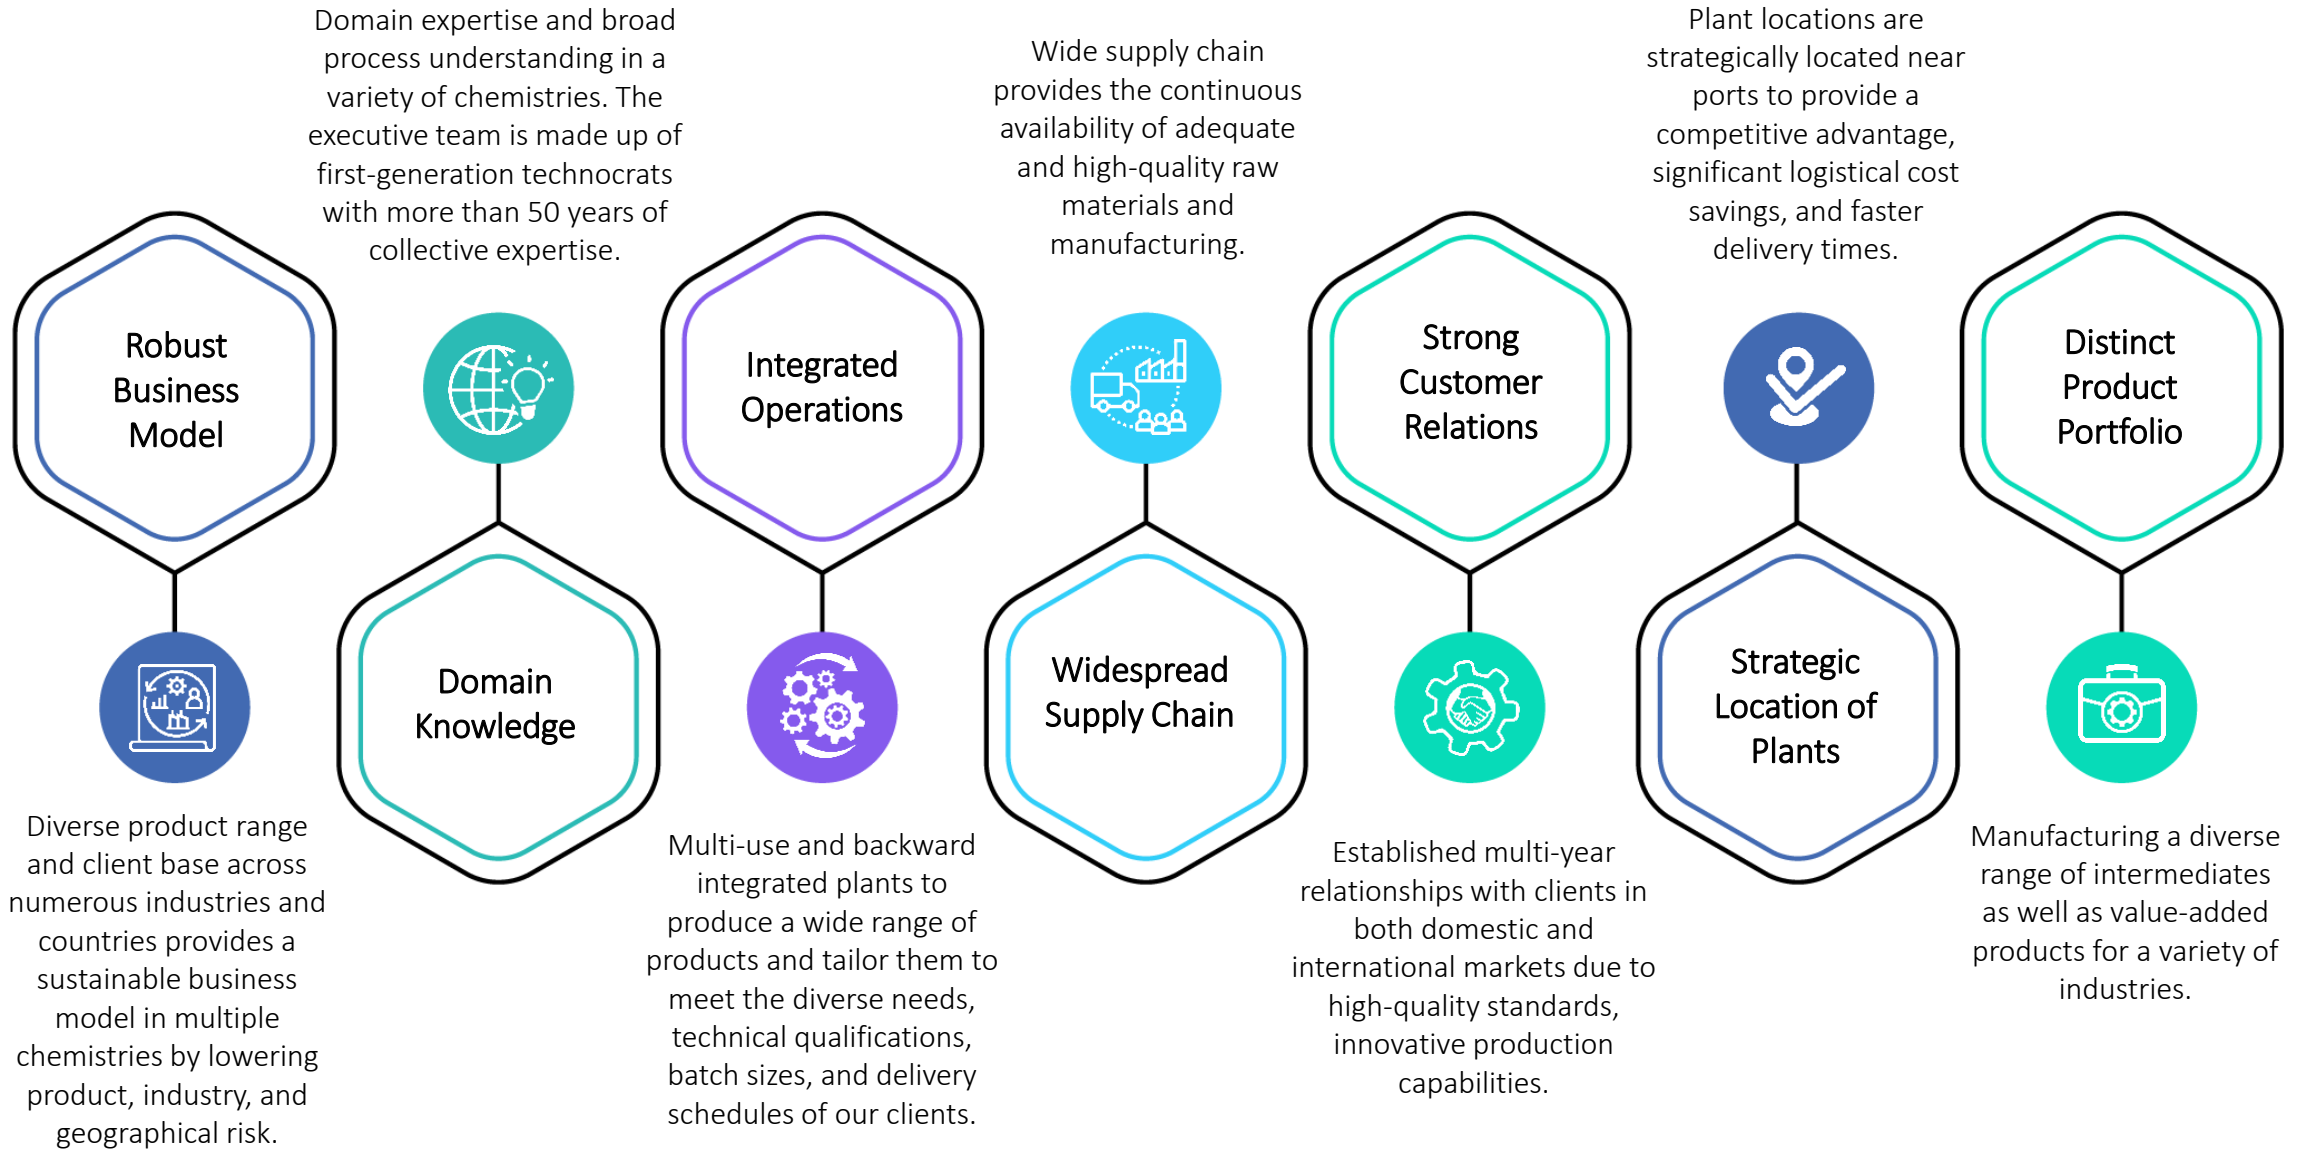 Robust
Business
Model
Diverse product range
and client base across
numerous industries and
countries provides a
sustainable business
model in multiple
chemistries by lowering
product, industry, and
geographical risk.
Domain expertise and broad
process understanding in a
variety of chemistries. The
executive team is made up of
first-generation technocrats
with more than 50 years of
collective expertise.
Domain
Knowledge
Integrated
Operations
Multi-use and backward
integrated plants to
produce a wide range of
products and tailor them to
meet the diverse needs,
technical qualifications,
batch sizes, and delivery
schedules of our clients.
Wide supply chain
provides the continuous
availability of adequate
and high-quality raw
materials and
manufacturing.
Widespread
Supply Chain
Strong
Customer
Relations
Established multi-year
relationships with clients in
both domestic and
international markets due to
high-quality standards,
innovative production
capabilities.
Plant locations are
strategically located near
ports to provide a
competitive advantage,
significant logistical cost
savings, and faster
delivery times.
Strategic
Location of
Plants
Distinct
Product
Portfolio
Manufacturing a diverse
range of intermediates
as well as value-added
products for a variety of
industries.